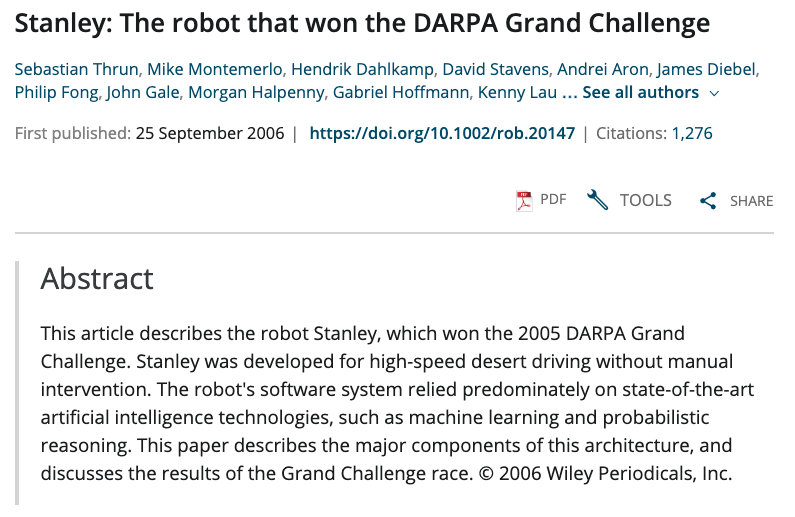 Stanley: The robot that won the DARPA Grand Challenge
Sebastian Thrun, Mike Montemerlo, Hendrik Dahlkamp, David Stavens, Andrei Aron, James Diebel,
Philip Fong, John Gale, Morgan Halpenny, Gabriel Hoffmann, Kenny Lau ... See all authors
First published: 25 September 2006 | https://doi.org/10.1002/rob.20147 | Citations: 1,276
PDF TOOLS SHARE
Abstract
This article describes the robot Stanley, which won the 2005 DARPA Grand
Challenge. Stanley was developed for high-speed desert driving without manual
intervention. The robot's software system relied predominately on state-of-the-art
artificial intelligence technologies, such as machine learning and probabilistic
reasoning. This paper describes the major components of this architecture, and
discusses the results of the Grand Challenge race. © 2006 Wiley Periodicals, Inc.